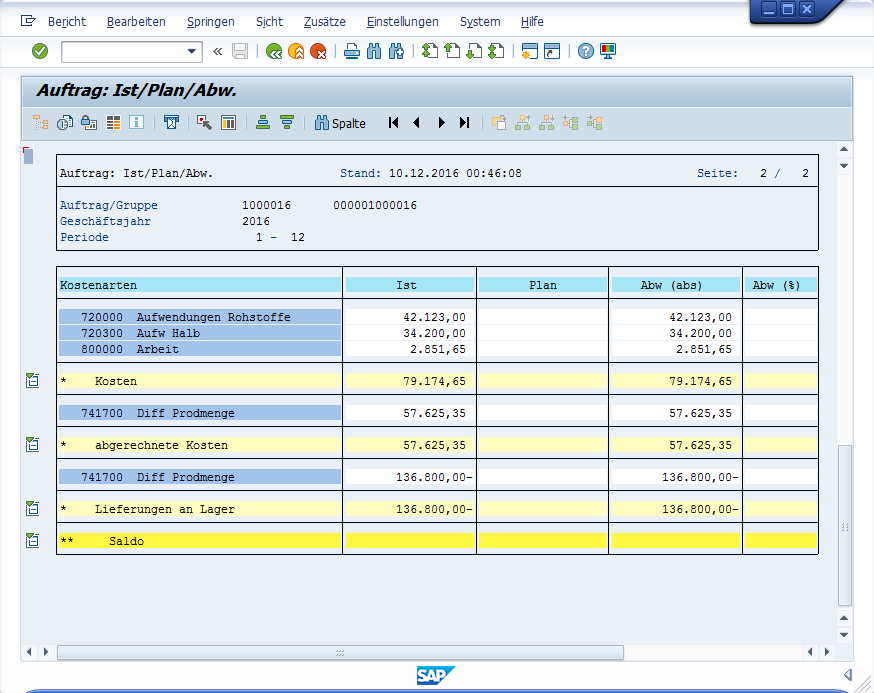 Bericht Bearbeiten Springen Sicht Zusätze Einstellungen System Hilfe
Auftrag: Ist/Plan/Abw.
Spalte
Auftrag: Ist/Plan/Abw. Stand: 10.12.2016 00:46:08 Seite: 2 / 2
Auftrag/Gruppe 1000016 000001000016
Geschäftsjahr 2016
Periode 1 - 12
Kostenarten Ist Plan Abw (abs) Abw (%)
720000 Aufwendungen Rohstoffe 42.123,00 42.123,00
720300 Aufw Halb 34.200,00 34.200,00
800000 Arbeit 2.851,65 2.851,65
* Kosten 79.174,65 79.174,65
741700 Diff Prodmenge 57.625,35 57.625,35
* abgerechnete Kosten 57.625,35 57.625,35
741700 Diff Prodmenge 136.800,00- 136.800,00-
* Lieferungen an Lager 136.800,00- 136.800,00-
** Saldo
SAP